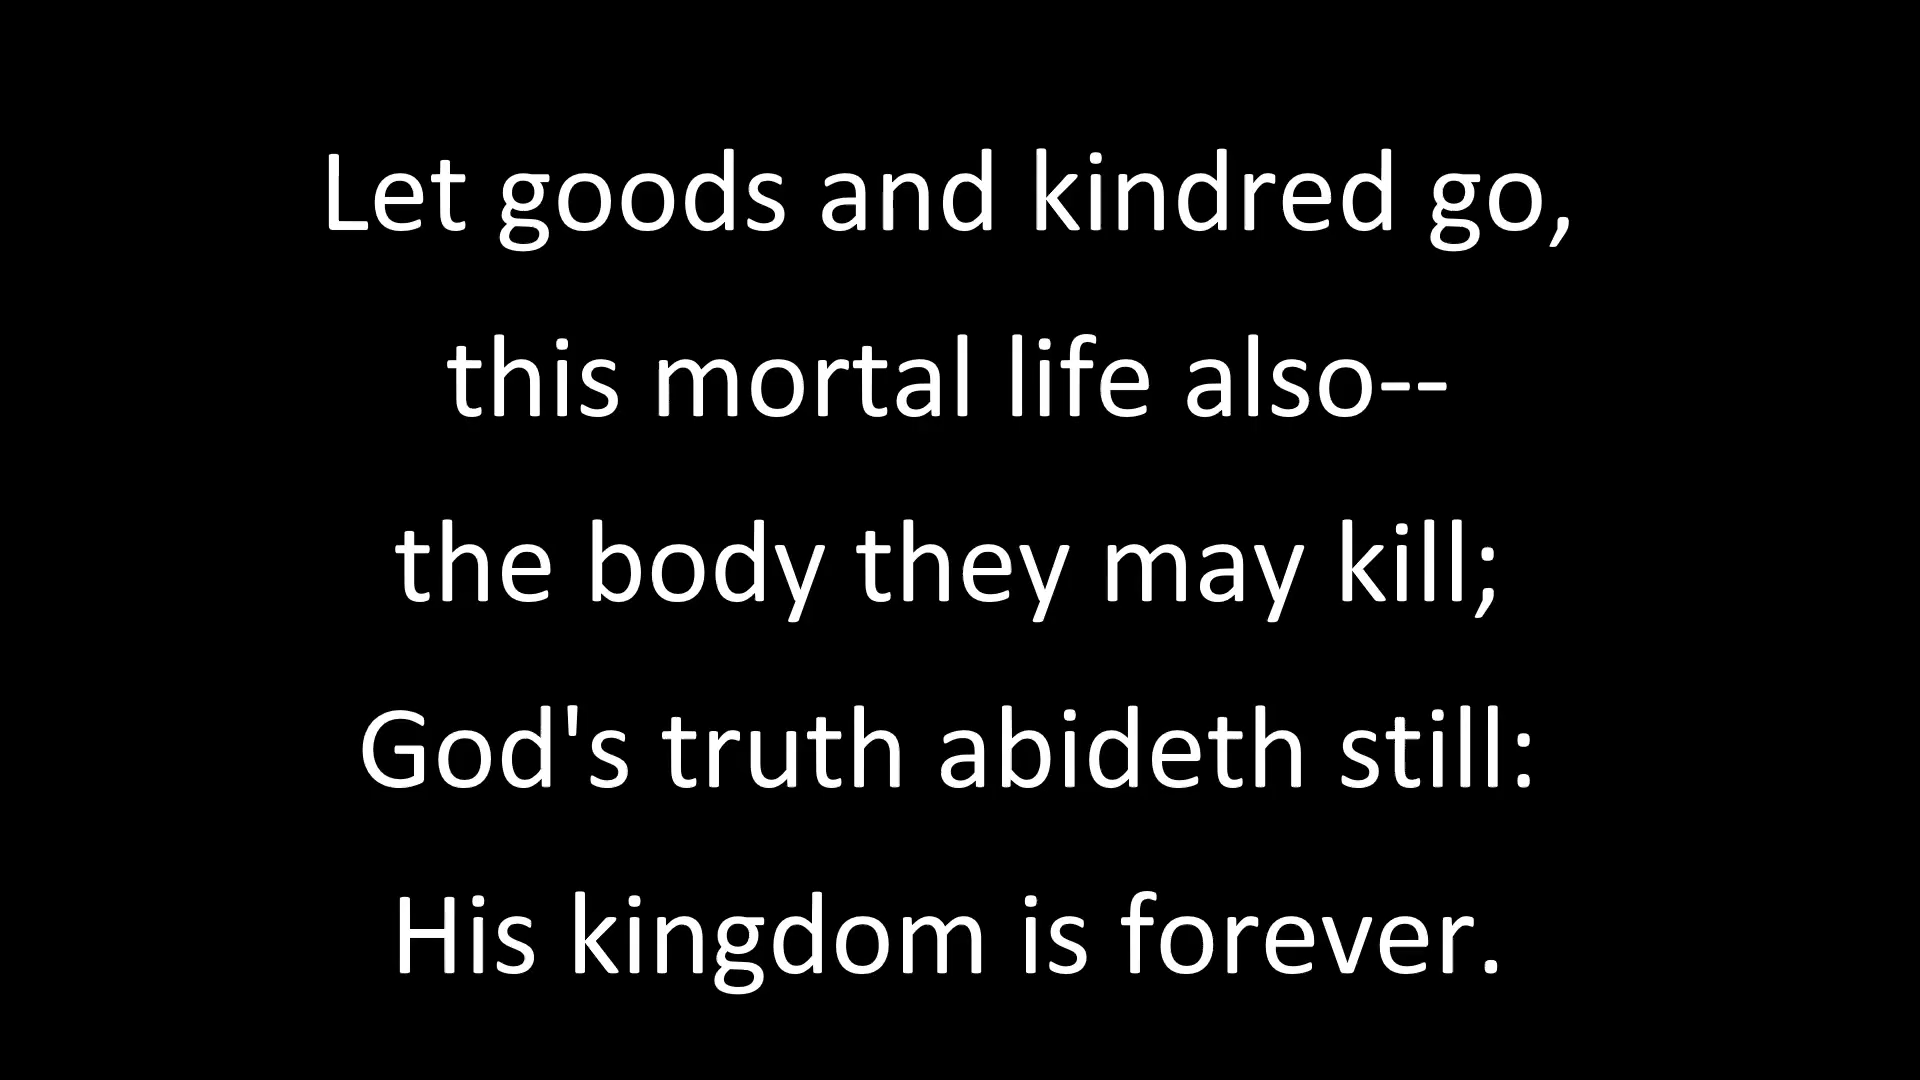 Let goods and kindred go,
this mortal life also--
the body they may kill;
God's truth abideth still:
His kingdom is forever.